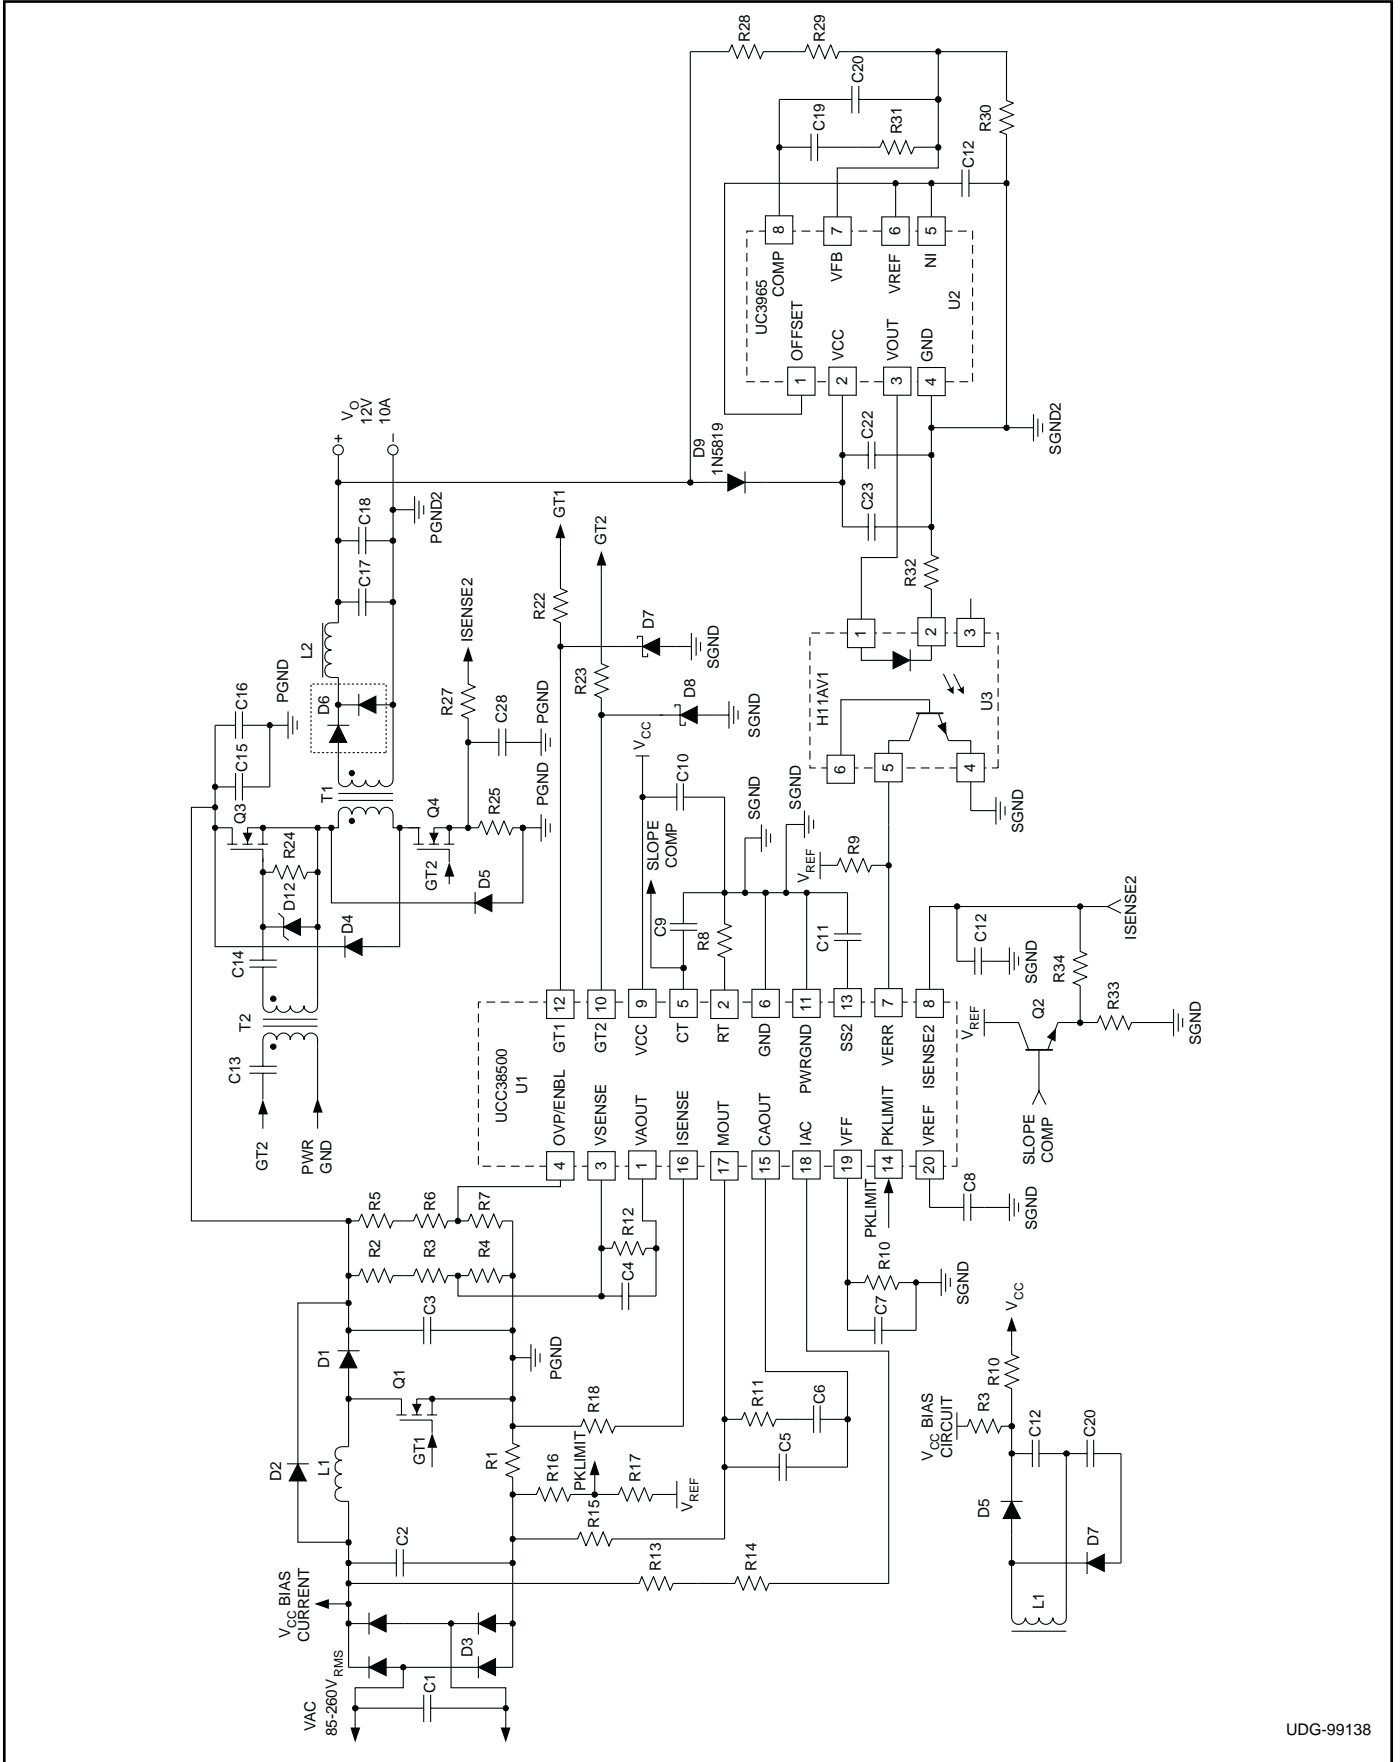 VAC
85-260V RMS
C1
D3
VCC BIAS
CURRENT
C2
D2
L1
D1
Q1
GT1
R1
C3
PGND
R2
R3
R4
R5
R6
R7
R13
R14
R15
R16
PKLIMIT
R17
VREF
R18
C5
R11
C6
C4
R12
C7
R10
SGND
PKLIMIT
C8
SGND
GT2
PWR
GND
C13
T2
C14
D4
D12
R24
Q3
D5
T1
GT2
Q4
R25
PGND
C15
C16
PGND
D6
L2
R27
ISENSE2
C28
PGND
C17
C18
PGND2
+
VO
12V
10A
-
UCC38500
U1
4
OVP/ENBL
GT1
12
3
VSENSE
GT2
10
1
VAOUT
VCC
9
16
ISENSE
CT
5
17
MOUT
RT
2
15
CAOUT
GND
6
18
IAC
PWRGND
11
19
VFF
SS2
13
14
PKLIMIT
VERR
7
20
VREF
ISENSE2
8
R22
GT1
D7
SGND
R23
GT2
D8
SGND
VCC
C10
SLOPE
COMP
C9
R8
SGND
SGND
C11
VREF
R9
C12
SGND
R34
ISENSE2
VREF
Q2
R33
SGND
SLOPE
COMP
H11AV1
U3
6
5
4
1
2
3
SGND
R32
C23
C22
D9
1N5819
SGND2
UC3965
U2
1
OFFSET
COMP
8
2
VCC
VFB
7
3
VOUT
VREF
6
4
GND
NI
5
C12
R30
C19
R31
C20
R28
R29
L1
D5
D7
VCC BIAS
CIRCUIT
R3
R10
VCC
C12
C20
UDG-99138